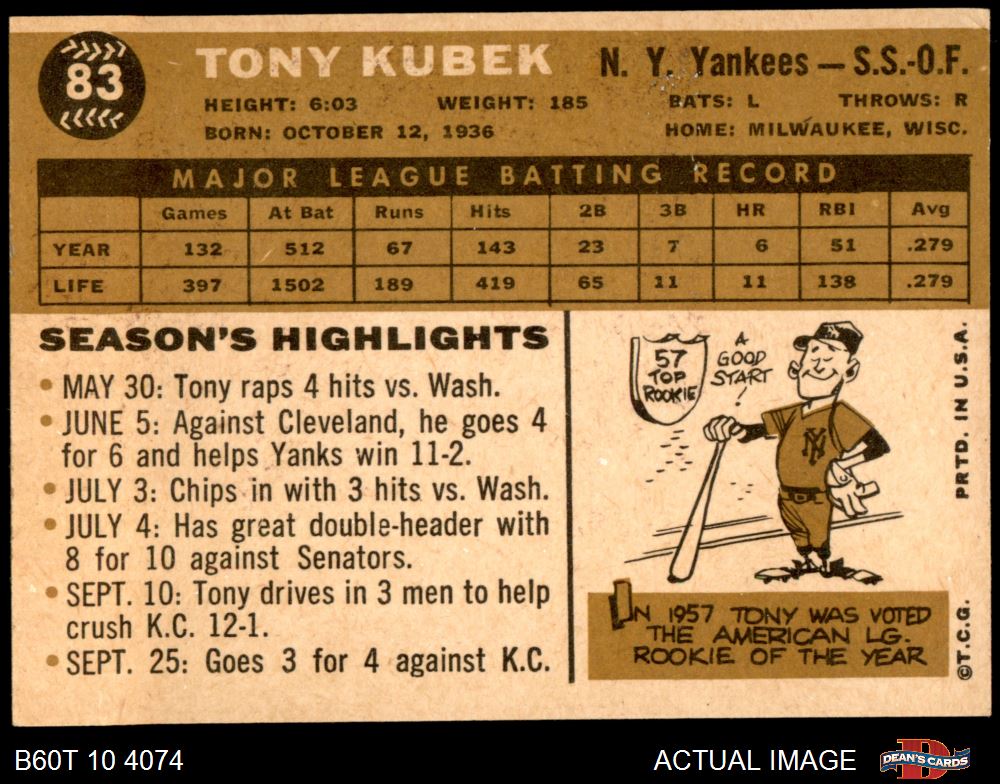 83
TONY KUBEK N. Y. Yankees — S.S.-O.F.
HEIGHT: 6:03 WEIGHT: 185 BATS: L THROWS: R
BORN: OCTOBER 12, 1936 HOME: MILWAUKEE, WISC.
MAJOR LEAGUE BATTING RECORD
Games At Bat Runs Hits 2B 3B HR RBI Avg
YEAR 132 512 67 143 23 7 6 51 .279
LIFE 397 1502 189 419 65 11 11 138 .279
SEASON'S HIGHLIGHTS
• MAY 30: Tony raps 4 hits vs. Wash.
• JUNE 5: Against Cleveland, he goes 4
for 6 and helps Yanks win 11-2.
• JULY 3: Chips in with 3 hits vs. Wash.
• JULY 4: Has great double-header with
8 for 10 against Senators.
• SEPT. 10: Tony drives in 3 men to help
crush K.C. 12-1.
• SEPT. 25: Goes 3 for 4 against K.C.
57
TOP
ROOKIE
A
GOOD
START
!
NY
IN 1957 TONY WAS VOTED
THE AMERICAN LG.
ROOKIE OF THE YEAR
©T.C.G. PRTD. IN U.S.A.
B60T 10 4074 ACTUAL IMAGE
D
DEAN'S CARDS